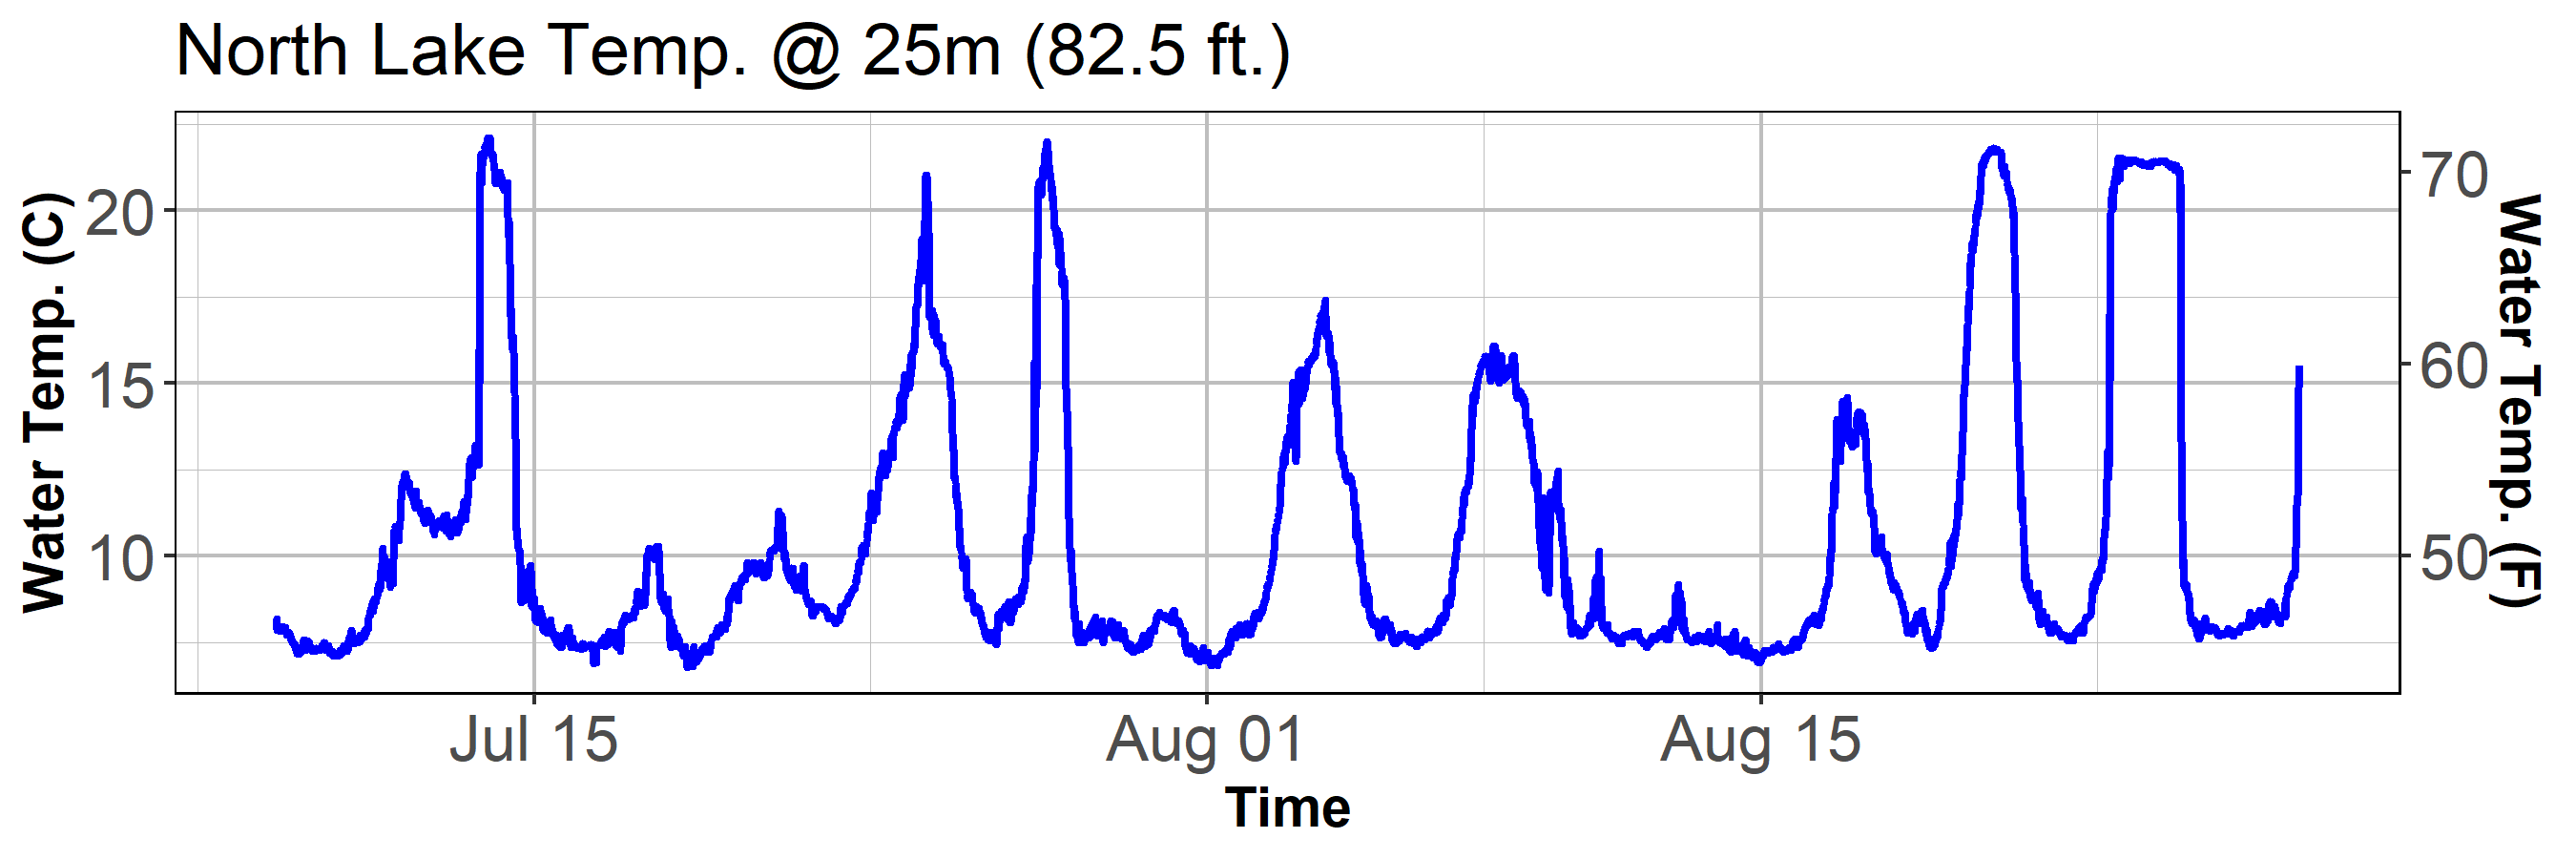 North Lake Temp. @ 25m (82.5 ft.)
Water Temp. (C)
20
15
10
70
60
50
Water Temp. (F)
Jul 15
Aug 01
Aug 15
Time